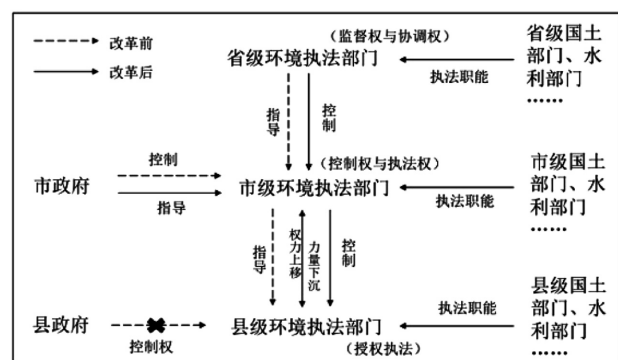 改革前
改革后
(监督权与协调权)
省级环境执法部门
执法职能
省级国土
部门、水
利部门
……
指导
控制
(控制权与执法权)
市政府
控制
指导
市级环境执法部门
执法职能
市级国土
部门、水
利部门
……
指导
权力上移
力量下沉
控制
县政府
控制权
县级环境执法部门
(授权执法)
执法职能
县级国土
部门、水
利部门
……